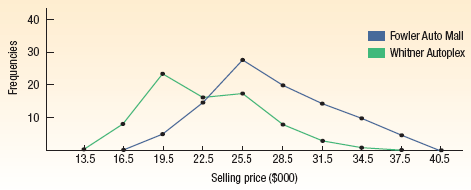 40
30
20
10
Frequencies
Fowler Auto Mall
Whitner Autoplex
13.5 16.5 19.5 22.5 25.5 28.5 31.5 34.5 37.5 40.5
Selling price ($000)